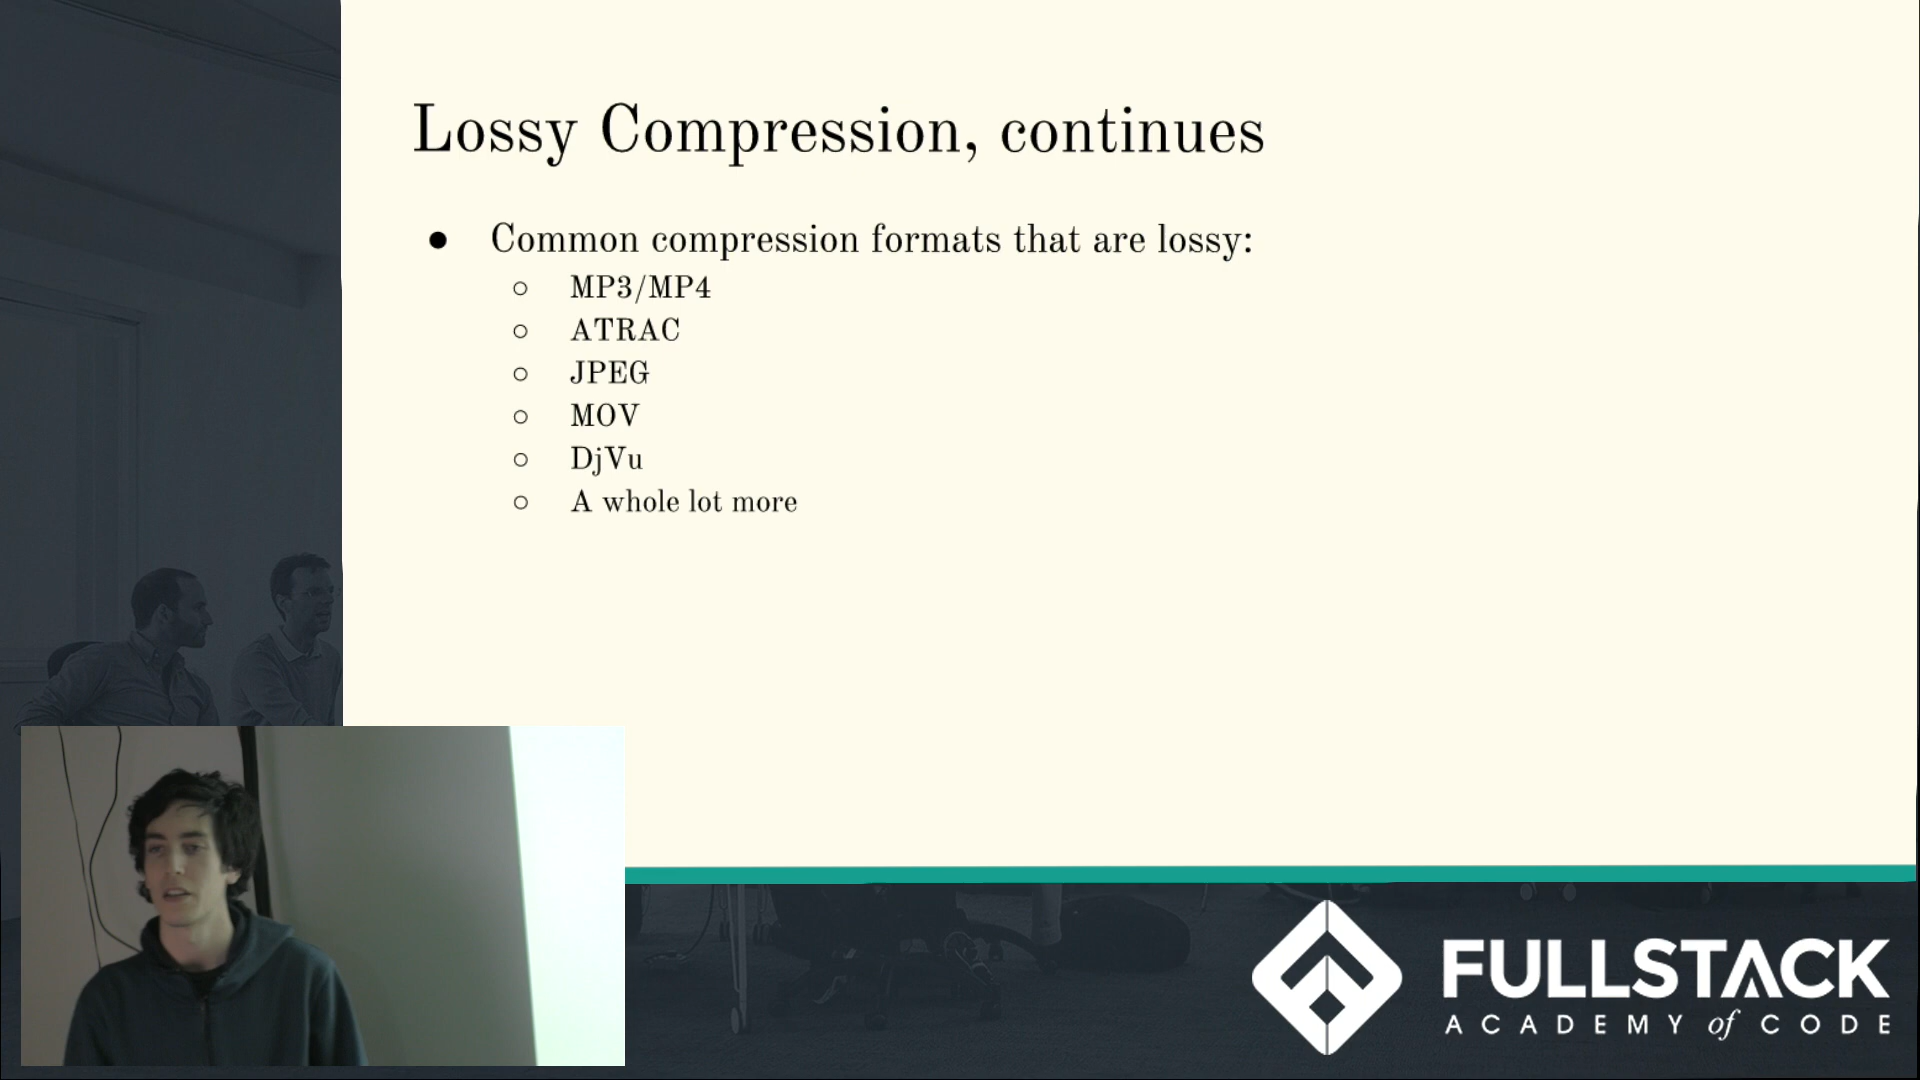 Lossy Compression, continues
● Common compression formats that are lossy:
○ MP3/MP4
○ ATRAC
○ JPEG
○ MOV
○ DjVu
○ A whole lot more
FULLSTACK
ACADEMY of CODE